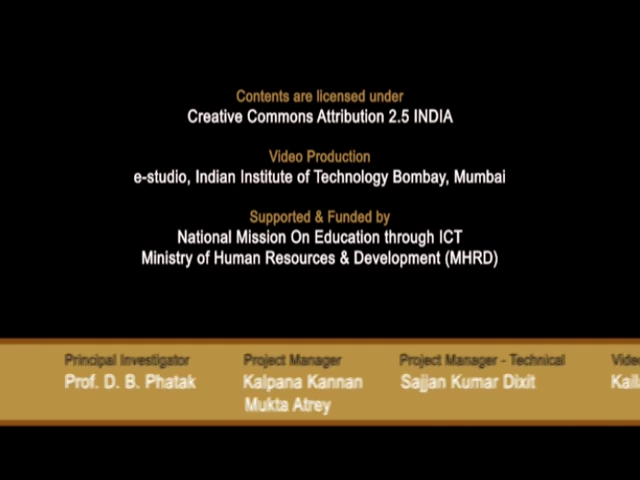 Contents are licensed under
Creative Commons Attribution 2.5 INDIA
Video Production
e-studio, Indian Institute of Technology Bombay, Mumbai
Supported & Funded by
National Mission On Education through ICT
Ministry of Human Resources & Development (MHRD)
Principal Investigator
Prof. D. B. Phatak
Project Manager
Kalpana Kannan
Mukta Atrey
Project Manager - Technical
Sajjan Kumar Dixit